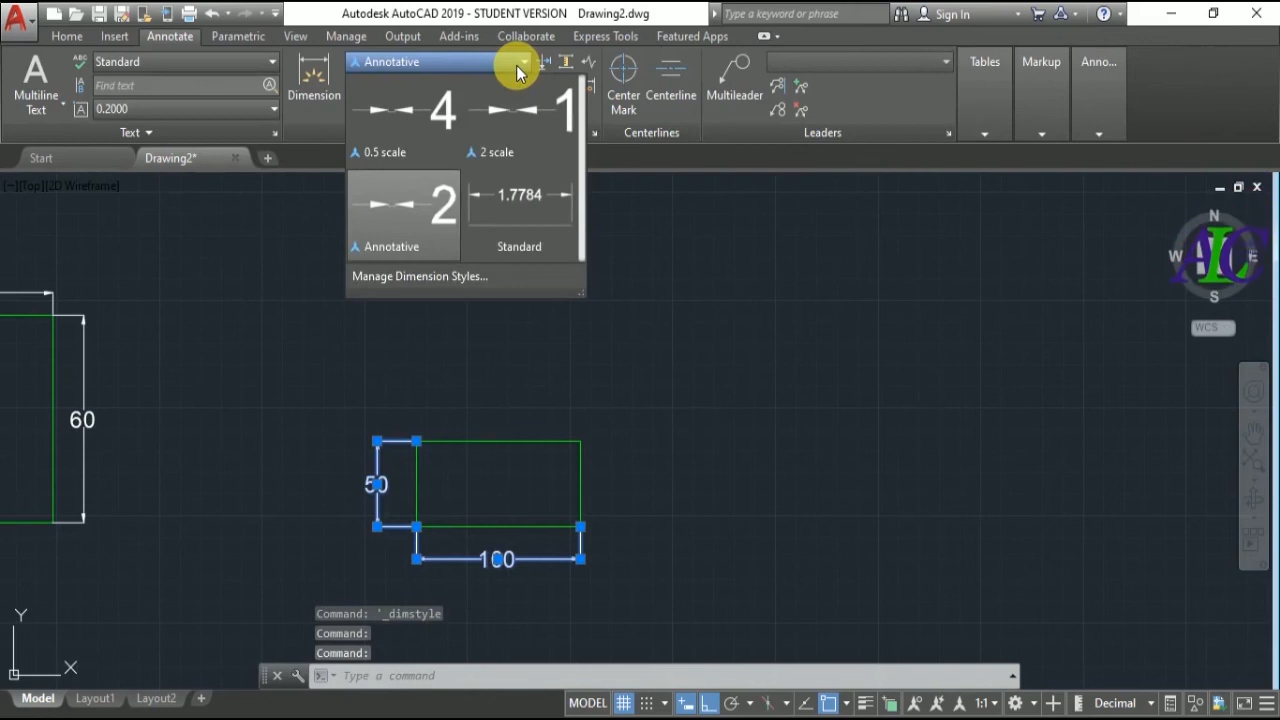 Autodesk AutoCAD 2019 - STUDENT VERSION Drawing2.dwg
Type a keyword or phrase
Sign In
Home Insert Annotate Parametric View Manage Output Add-ins Collaborate Express Tools Featured Apps
Multiline Text
ABC
Standard
Find text
0.2000
Text
Dimension
Annotative
4
0.5 scale
1
2 scale
2
Annotative
1.7784
Standard
Manage Dimension Styles...
Center Mark
Centerline
Centerlines
Multileader
Leaders
Tables
Markup
Anno...
Start
Drawing2*
[−][Top][2D Wireframe]
N
W
E
S
ALC
WCS
60
50
100
Y
X
Command: '_dimstyle
Command:
Command:
Type a command
Model Layout1 Layout2
MODEL
1:1
Decimal